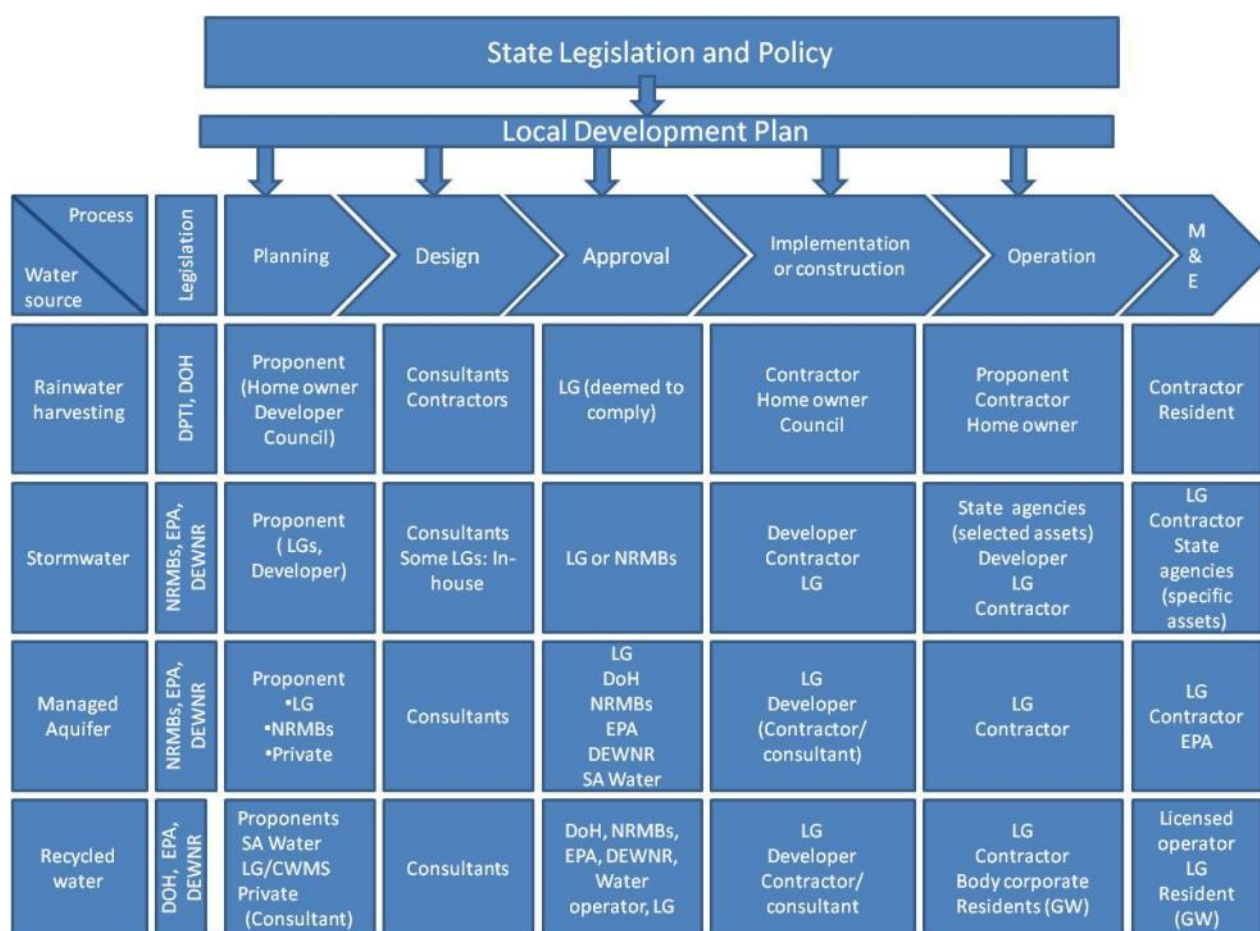 State Legislation and Policy
Local Development Plan
Process
Water
source
Legislation
Planning
Design
Approval
Implementation
or construction
Operation
M
&
E
Rainwater
harvesting
DPTI, DOH
Proponent
(Home owner
Developer
Council)
Consultants
Contractors
LG (deemed to
comply)
Contractor
Home owner
Council
Proponent
Contractor
Home owner
Contractor
Resident
Stormwater
NRMBs, EPA,
DEWNR
Proponent
( LGs,
Developer)
Consultants
Some LGs: In-
house
LG or NRMBs
Developer
Contractor
LG
State agencies
(selected assets)
Developer
LG
Contractor
LG
Contractor
State
agencies
(specific
assets)
Managed
Aquifer
NRMBs, EPA,
DEWNR
Proponent
•LG
•NRMBs
•Private
Consultants
LG
DoH
NRMBs
EPA
DEWNR
SA Water
LG
Developer
(Contractor/
consultant)
LG
Contractor
LG
Contractor
EPA
Recycled
water
DOH, EPA,
DEWNR
Proponents
SA Water
LG/CWMS
Private
(Consultant)
Consultants
DoH, NRMBs,
EPA, DEWNR,
Water
operator, LG
LG
Developer
Contractor/
consultant
LG
Contractor
Body corporate
Residents (GW)
Licensed
operator
LG
Resident
(GW)